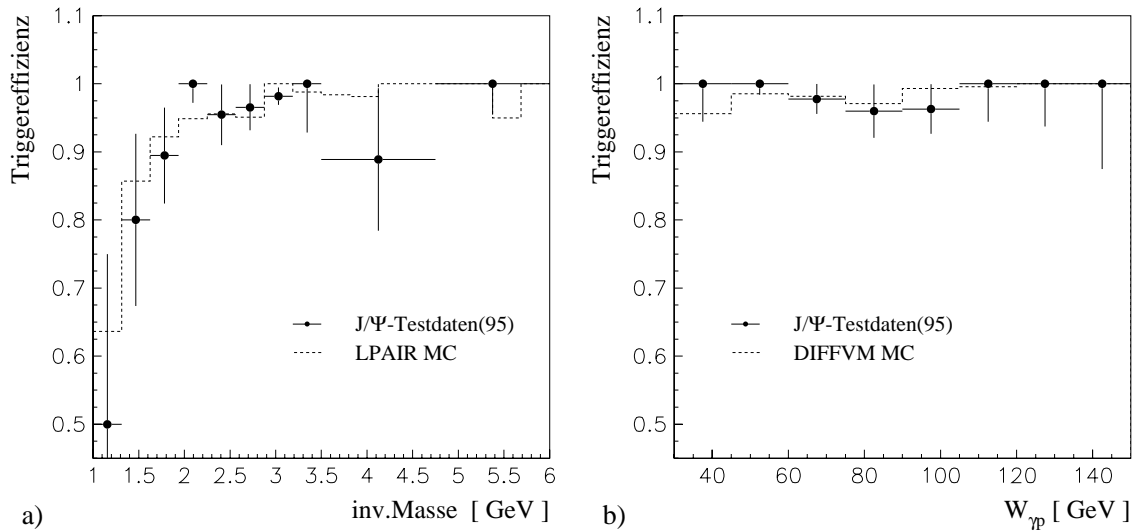 Triggereffizienz
1.1
1
0.9
0.8
0.7
0.6
0.5
J/Ψ-Testdaten(95)
LPAIR MC
1 1.5 2 2.5 3 3.5 4 4.5 5 5.5 6
a)
inv.Masse [ GeV ]
Triggereffizienz
1.1
1
0.9
0.8
0.7
0.6
0.5
J/Ψ-Testdaten(95)
DIFFVM MC
40 60 80 100 120 140
b)
W_γp [ GeV ]